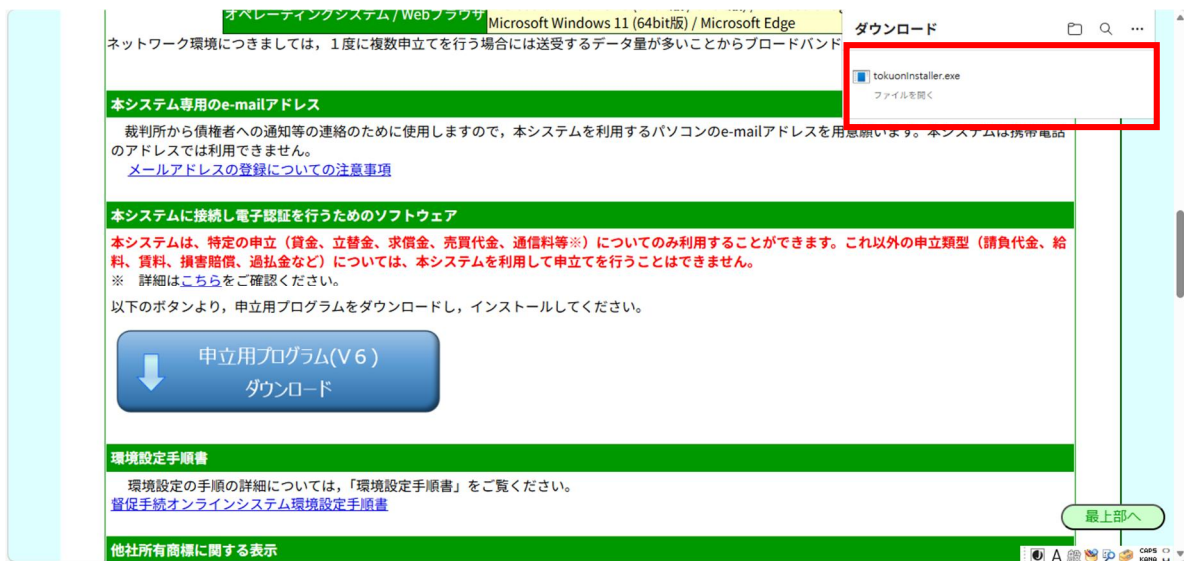 オペレーティングシステム / Webブラウザ
Microsoft Windows 11 (64bit版) / Microsoft Edge
ネットワーク環境につきましては，１度に複数申立てを行う場合には送受するデータ量が多いことからブロードバンド
ダウンロード
tokuonInstaller.exe
ファイルを開く
本システム専用のe-mailアドレス
裁判所から債権者への通知等の連絡のために使用しますので，本システムを利用するパソコンのe-mailアドレスを用意願います。本システムは携帯電話
のアドレスでは利用できません。
メールアドレスの登録についての注意事項
本システムに接続し電子認証を行うためのソフトウェア
本システムは、特定の申立（貸金、立替金、求償金、売買代金、通信料等※）についてのみ利用することができます。これ以外の申立類型（請負代金、給
料、賃料、損害賠償、過払金など）については、本システムを利用して申立てを行うことはできません。
※　詳細はこちらをご確認ください。
以下のボタンより，申立用プログラムをダウンロードし，インストールしてください。
申立用プログラム(V６)
ダウンロード
環境設定手順書
環境設定の手順の詳細については，「環境設定手順書」をご覧ください。
督促手続オンラインシステム環境設定手順書
最上部へ
他社所有商標に関する表示
A
CAPS
KANA